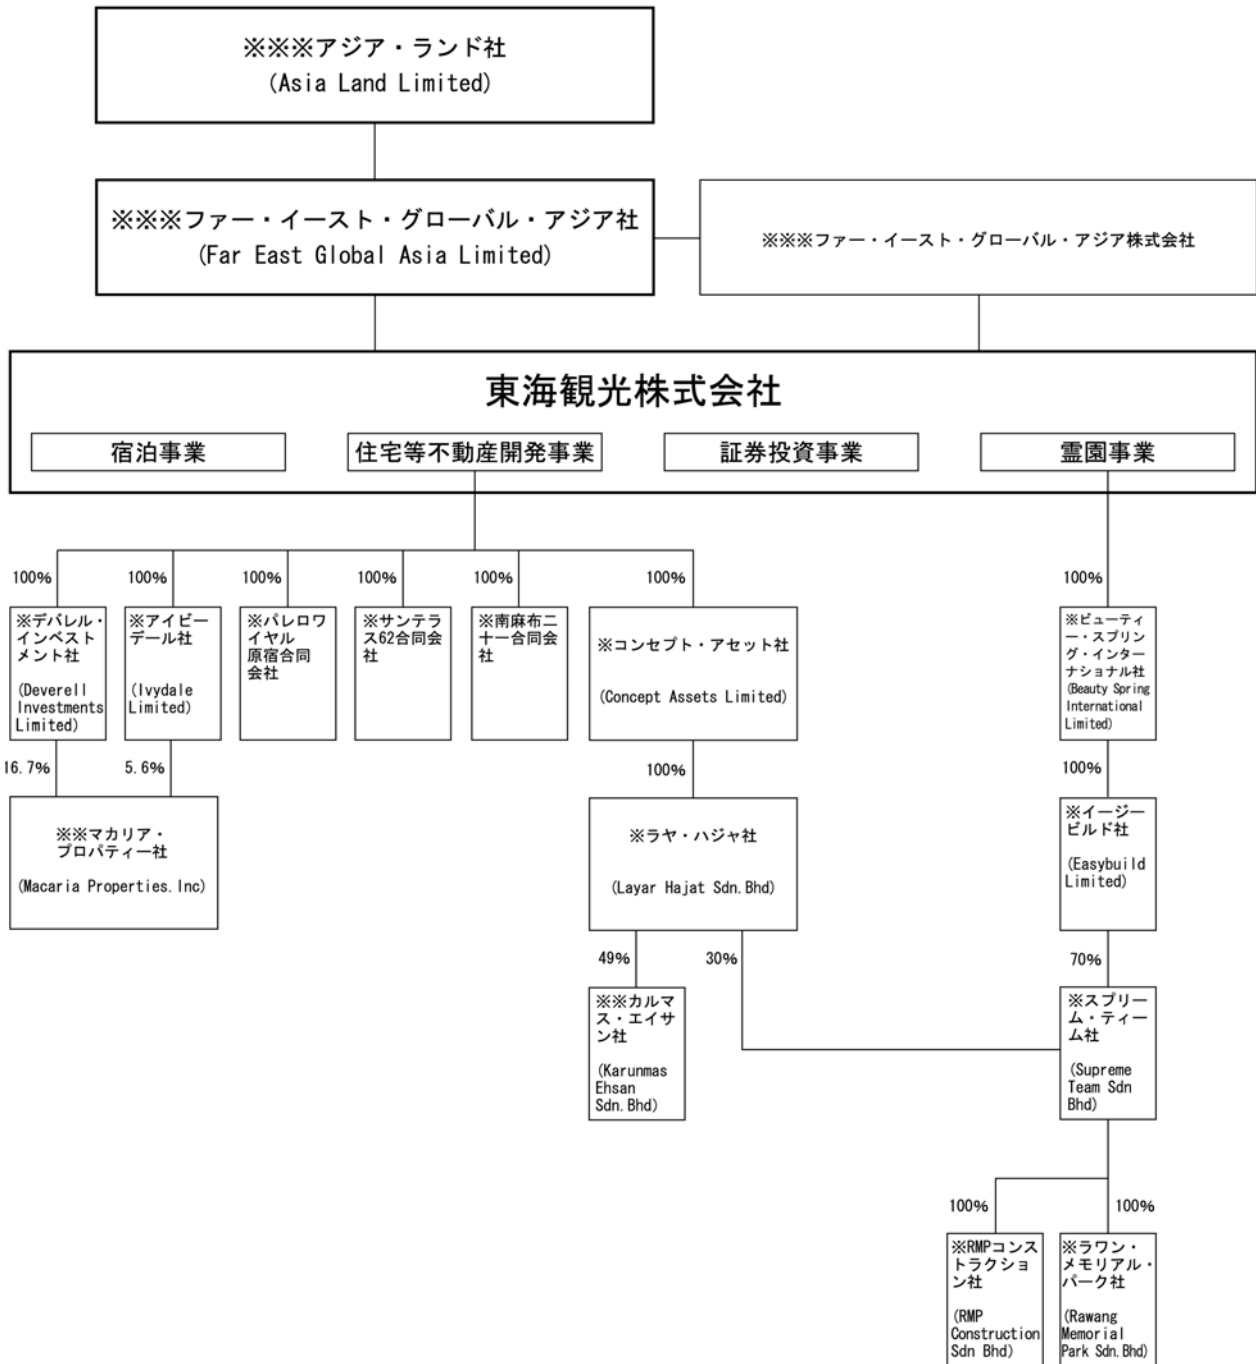 ※※※アジア・ランド社
(Asia Land Limited)
※※※ファー・イースト・グローバル・アジア社
(Far East Global Asia Limited)
※※※ファー・イースト・グローバル・アジア株式会社
東海観光株式会社
宿泊事業
住宅等不動産開発事業
証券投資事業
霊園事業
100%
100%
100%
100%
100%
100%
100%
※デバレル・
インベスト
メント社
(Deverell
Investments
Limited)
※アイビー
デール社
(Ivydale
Limited)
※パレロワ
イヤル
原宿合同
会社
※サンテラ
ス62合同会
社
※南麻布二
十一合同会
社
※コンセプト・アセット社
(Concept Assets Limited)
※ビューティ
ー・スプリン
グ・インター
ナショナル社
(Beauty Spring
International
Limited)
16.7%
5.6%
100%
100%
※※マカリア・
プロパティー社
(Macaria Properties.Inc)
※ラヤ・ハジャ社
(Layar Hajat Sdn.Bhd)
※イージー
ビルド社
(Easybuild
Limited)
49%
30%
70%
※※カルマ
ス・エイサ
ン社
(Karunmas
Ehsan
Sdn.Bhd)
※スプリー
ム・ティー
ム社
(Supreme
Team Sdn
Bhd)
100%
100%
※RMPコンス
トラクショ
ン社
(RMP
Construction
Sdn Bhd)
※ラワン・
メモリアル・
パーク社
(Rawang
Memorial
Park Sdn.Bhd)